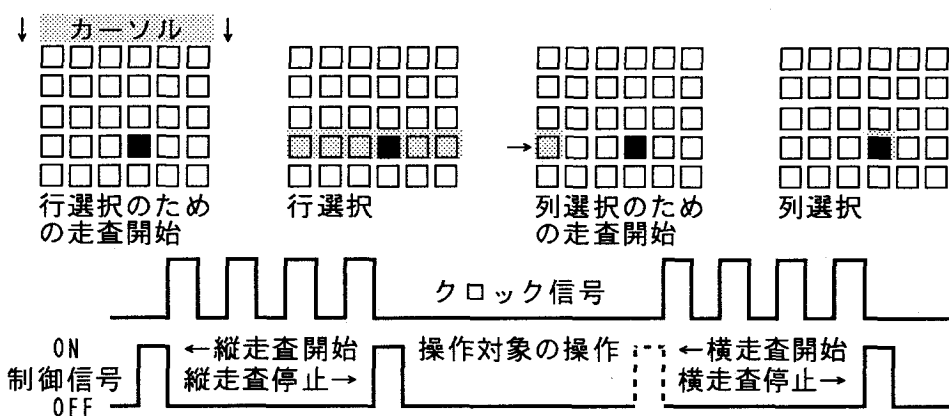 ↓ カーソル ↓
行選択のため
の走査開始
行選択
→
列選択のため
の走査開始
列選択
クロック信号
ON
制御信号
OFF
←縦走査開始
縦走査停止→
操作対象の操作
←横走査開始
横走査停止→